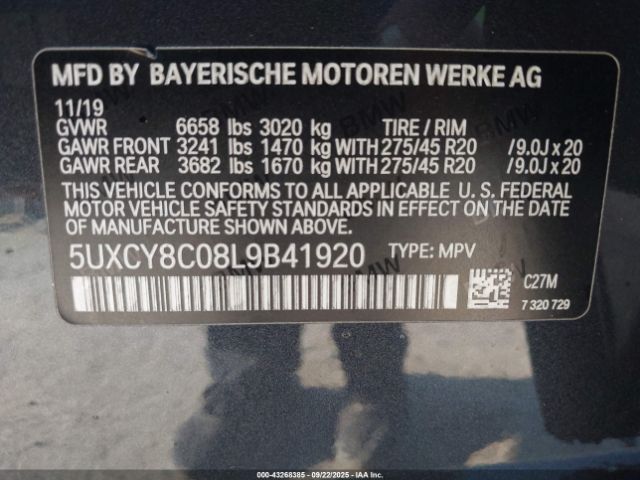 MFD BY BAYERISCHE MOTOREN WERKE AG
11/19
GVWR 6658 lbs 3020 kg TIRE / RIM
GAWR FRONT 3241 lbs 1470 kg WITH 275/45 R20 /9.0J x 20
GAWR REAR 3682 lbs 1670 kg WITH 275/45 R20 /9.0J x 20
THIS VEHICLE CONFORMS TO ALL APPLICABLE U. S. FEDERAL
MOTOR VEHICLE SAFETY STANDARDS IN EFFECT ON THE DATE
OF MANUFACTURE SHOWN ABOVE.
5UXCY8C08L9B41920 TYPE: MPV
C27M
7 320 729
000-43268385 - 09/22/2025 - IAA LLC